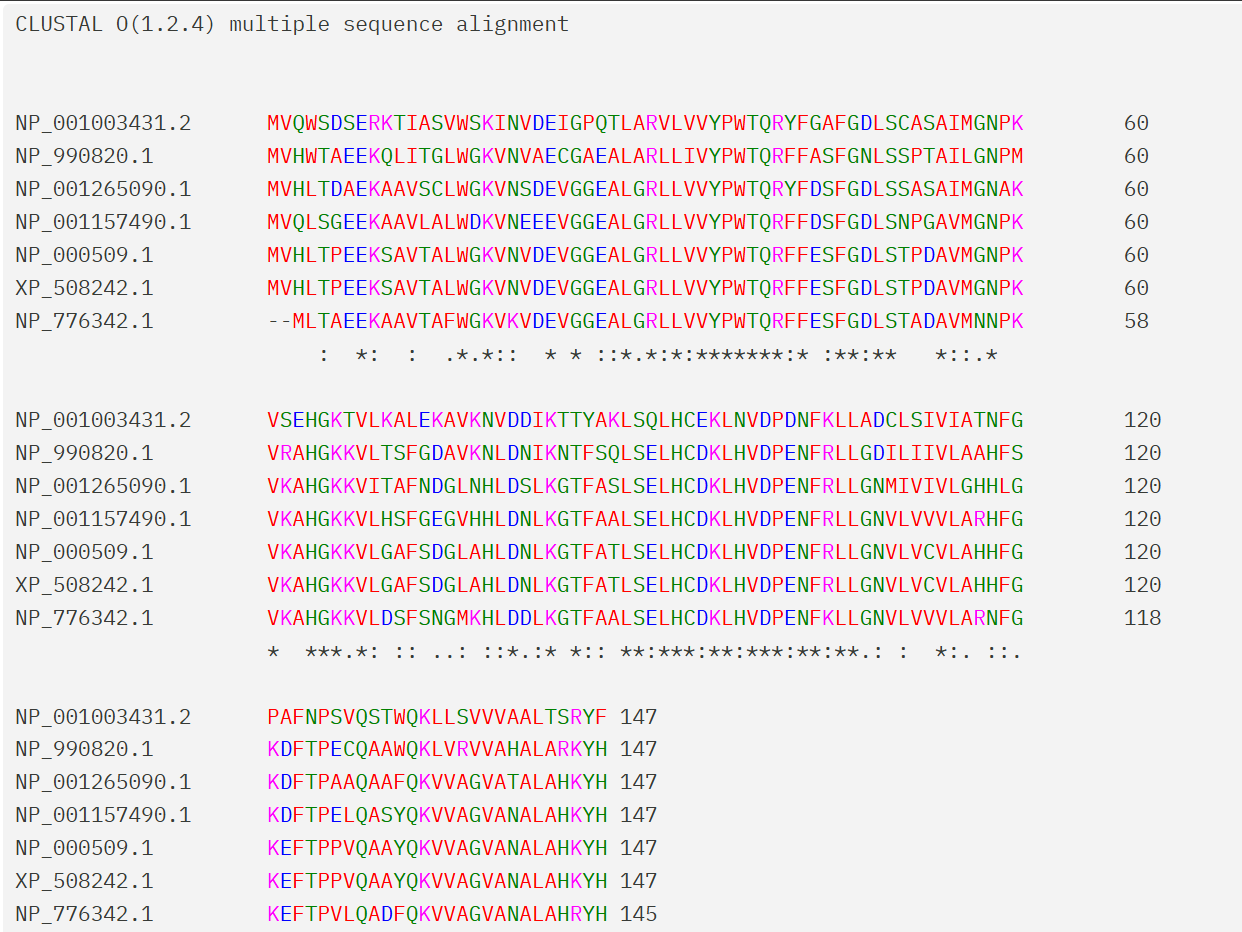 CLUSTAL O(1.2.4) multiple sequence alignment
NP_001003431.2      MVQWSDSERKTIASVWSKINVDEIGPQTLARVLVVYPWTQRYFGAFGDLSCASAIMGNPK        60
NP_990820.1         MVHWTAEEKQLITGLWGKVNVAECGAEALARLLIVYPWTQRFFASFGNLSSPTAILGNPM        60
NP_001265090.1      MVHLTDAEKAAVSCLWGKVNSDEVGGEALGRLLVVYPWTQRYFDSFGDLSSASAIMGNAK        60
NP_001157490.1      MVQLSGEEKAAVLALWDKVNEEEVGGEALGRLLVVYPWTQRFFDSFGDLSNPGAVMGNPK        60
NP_000509.1         MVHLTPEEKSAVTALWGKVNVDEVGGEALGRLLVVYPWTQRFFESFGDLSTPDAVMGNPK        60
XP_508242.1         MVHLTPEEKSAVTALWGKVNVDEVGGEALGRLLVVYPWTQRFFESFGDLSTPDAVMGNPK        60
NP_776342.1         --MLTAEEKAAVTAFWGKVKVDEVGGEALGRLLVVYPWTQRFFESFGDLSTADAVMNNPK        58
                        :  *:  :  .*.*::  * * ::*.*:*:*******:* :**:**   *::.*
NP_001003431.2      VSEHGKTVLKALEKAVKNVDDIKTTYAKLSQLHCEKLNVDPDNFKLLADCLSIVIATNFG        120
NP_990820.1         VRAHGKKVLTSFGDAVKNLDNIKNTFSQLSELHCDKLHVDPENFRLLGDILIIVLAAHFS        120
NP_001265090.1      VKAHGKKVITAFNDGLNHLDSLKGTFASLSELHCDKLHVDPENFRLLGNMIVIVLGHHLG        120
NP_001157490.1      VKAHGKKVLHSFGEGVHHLDNLKGTFAALSELHCDKLHVDPENFRLLGNVLVVVLARHFG        120
NP_000509.1         VKAHGKKVLGAFSDGLAHLDNLKGTFATLSELHCDKLHVDPENFRLLGNVLVCVLAHHFG        120
XP_508242.1         VKAHGKKVLGAFSDGLAHLDNLKGTFATLSELHCDKLHVDPENFRLLGNVLVCVLAHHFG        120
NP_776342.1         VKAHGKKVLDSFSNGMKHLDDLKGTFAALSELHCDKLHVDPENFKLLGNVLVVVLARNFG        118
                    *  ***.*: :: ..: ::*.:* *:: **:***:**:***:**:**.: :  *:. ::.
NP_001003431.2      PAFNPSVQSTWQKLLSVVVAALTSRYF 147
NP_990820.1         KDFTPECQAAWQKLVRVVAHALARKYH 147
NP_001265090.1      KDFTPAAQAAFQKVVAGVATALAHKYH 147
NP_001157490.1      KDFTPELQASYQKVVAGVANALAHKYH 147
NP_000509.1         KEFTPPVQAAYQKVVAGVANALAHKYH 147
XP_508242.1         KEFTPPVQAAYQKVVAGVANALAHKYH 147
NP_776342.1         KEFTPVLQADFQKVVAGVANALAHRYH 145